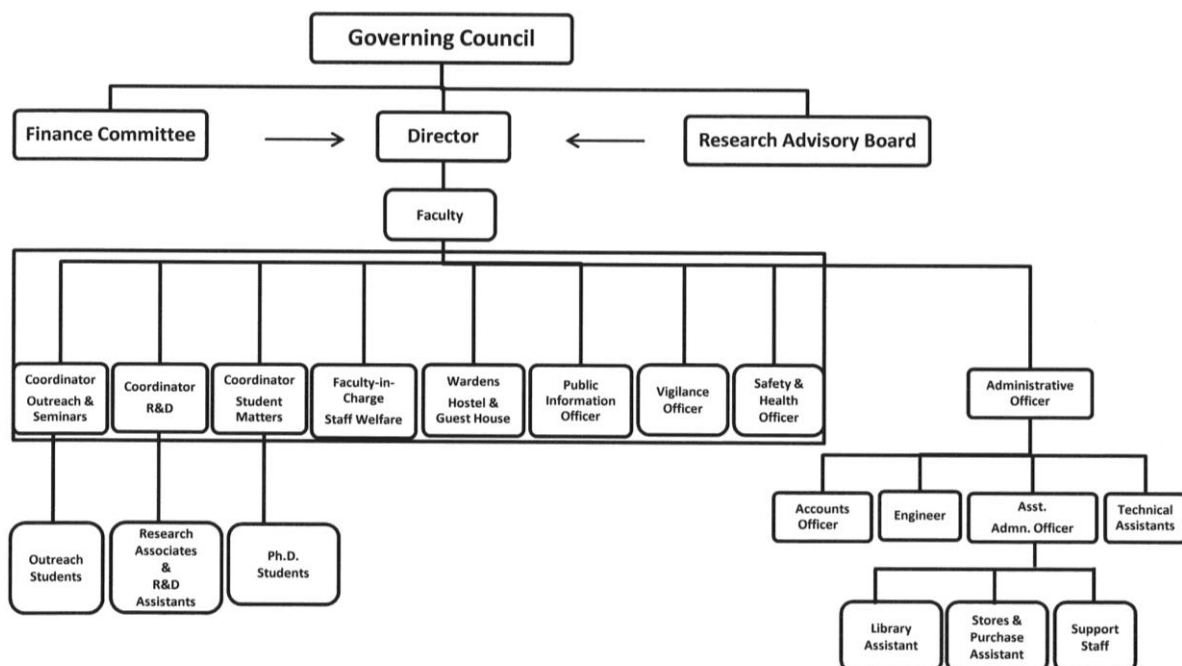 Governing Council
Finance Committee
Director
Research Advisory Board
Faculty
Coordinator
Outreach &
Seminars
Coordinator
R&D
Coordinator
Student
Matters
Faculty-in-
Charge
Staff Welfare
Wardens
Hostel &
Guest House
Public
Information
Officer
Vigilance
Officer
Safety &
Health
Officer
Administrative
Officer
Accounts
Officer
Engineer
Asst.
Admn. Officer
Technical
Assistants
Outreach
Students
Research
Associates
&
R&D
Assistants
Ph.D.
Students
Library
Assistant
Stores &
Purchase
Assistant
Support
Staff